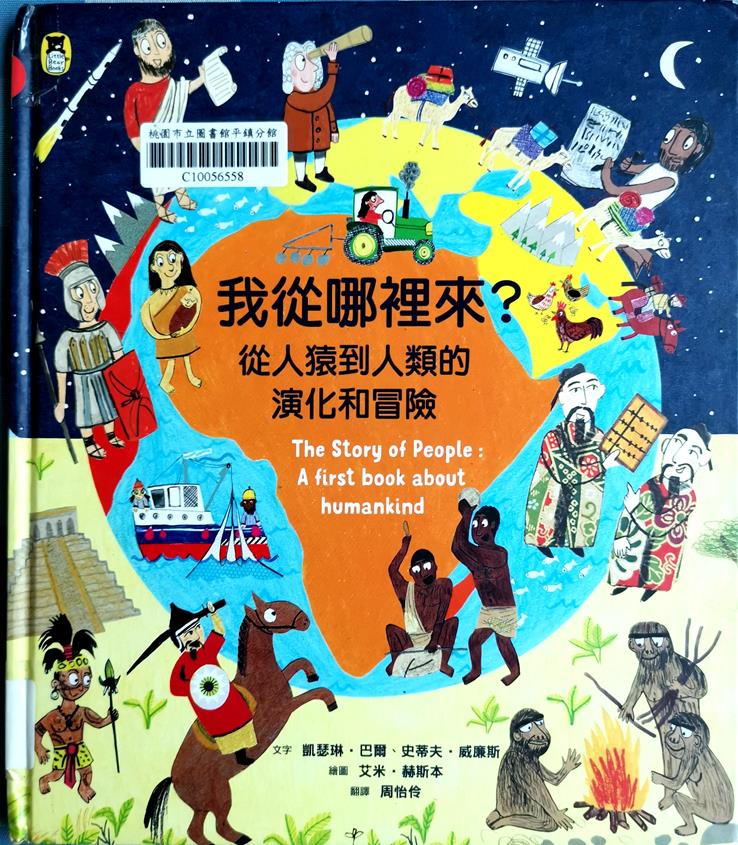 Little
Bear
Books
桃園市立圖書館平鎮分館
C10056558
我從哪裡來?
從人猿到人類的
演化和冒險
The Story of People :
A first book about
humankind
文字 凱瑟琳・巴爾、史蒂夫・威廉斯
繪圖 艾米・赫斯本
翻譯 周怡伶